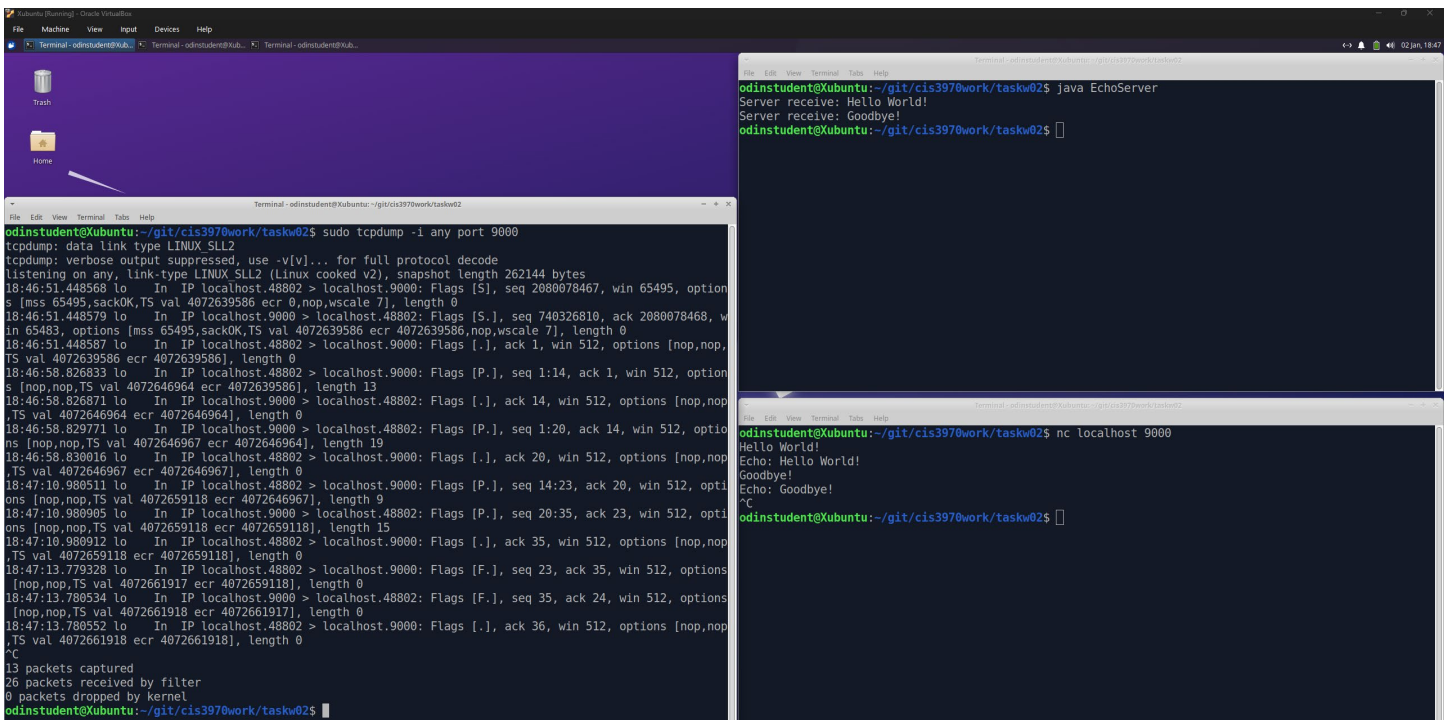 Xubuntu [Running] - Oracle VirtualBox
File Machine View Input Devices Help
Terminal - odinstudent@Xub... Terminal - odinstudent@Xub... Terminal - odinstudent@Xub...
02 Jan, 18:47
Trash
Home
Terminal - odinstudent@Xubuntu: ~/git/cis3970work/taskw02
File Edit View Terminal Tabs Help
odinstudent@Xubuntu:~/git/cis3970work/taskw02$ java EchoServer
Server receive: Hello World!
Server receive: Goodbye!
odinstudent@Xubuntu:~/git/cis3970work/taskw02$
Terminal - odinstudent@Xubuntu: ~/git/cis3970work/taskw02
File Edit View Terminal Tabs Help
odinstudent@Xubuntu:~/git/cis3970work/taskw02$ sudo tcpdump -i any port 9000
tcpdump: data link type LINUX_SLL2
tcpdump: verbose output suppressed, use -v[v]... for full protocol decode
listening on any, link-type LINUX_SLL2 (Linux cooked v2), snapshot length 262144 bytes
18:46:51.448568 lo    In  IP localhost.48802 > localhost.9000: Flags [S], seq 2080078467, win 65495, option
s [mss 65495,sackOK,TS val 4072639586 ecr 0,nop,wscale 7], length 0
18:46:51.448579 lo    In  IP localhost.9000 > localhost.48802: Flags [S.], seq 740326810, ack 2080078468, w
in 65483, options [mss 65495,sackOK,TS val 4072639586 ecr 4072639586,nop,wscale 7], length 0
18:46:51.448587 lo    In  IP localhost.48802 > localhost.9000: Flags [.], ack 1, win 512, options [nop,nop,
TS val 4072639586 ecr 4072639586], length 0
18:46:58.826833 lo    In  IP localhost.48802 > localhost.9000: Flags [P.], seq 1:14, ack 1, win 512, option
s [nop,nop,TS val 4072646964 ecr 4072639586], length 13
18:46:58.826871 lo    In  IP localhost.9000 > localhost.48802: Flags [.], ack 14, win 512, options [nop,nop
,TS val 4072646964 ecr 4072646964], length 0
18:46:58.829771 lo    In  IP localhost.9000 > localhost.48802: Flags [P.], seq 1:20, ack 14, win 512, optio
ns [nop,nop,TS val 4072646967 ecr 4072646964], length 19
18:46:58.830016 lo    In  IP localhost.48802 > localhost.9000: Flags [.], ack 20, win 512, options [nop,nop
,TS val 4072646967 ecr 4072646967], length 0
18:47:10.980511 lo    In  IP localhost.48802 > localhost.9000: Flags [P.], seq 14:23, ack 20, win 512, opti
ons [nop,nop,TS val 4072659118 ecr 4072646967], length 9
18:47:10.980905 lo    In  IP localhost.9000 > localhost.48802: Flags [P.], seq 20:35, ack 23, win 512, opti
ons [nop,nop,TS val 4072659118 ecr 4072659118], length 15
18:47:10.980912 lo    In  IP localhost.48802 > localhost.9000: Flags [.], ack 35, win 512, options [nop,nop
,TS val 4072659118 ecr 4072659118], length 0
18:47:13.779328 lo    In  IP localhost.48802 > localhost.9000: Flags [F.], seq 23, ack 35, win 512, options
 [nop,nop,TS val 4072661917 ecr 4072659118], length 0
18:47:13.780534 lo    In  IP localhost.9000 > localhost.48802: Flags [F.], seq 35, ack 24, win 512, options
 [nop,nop,TS val 4072661918 ecr 4072661917], length 0
18:47:13.780552 lo    In  IP localhost.48802 > localhost.9000: Flags [.], ack 36, win 512, options [nop,nop
,TS val 4072661918 ecr 4072661918], length 0
^C
13 packets captured
26 packets received by filter
0 packets dropped by kernel
odinstudent@Xubuntu:~/git/cis3970work/taskw02$
Terminal - odinstudent@Xubuntu: ~/git/cis3970work/taskw02
File Edit View Terminal Tabs Help
odinstudent@Xubuntu:~/git/cis3970work/taskw02$ nc localhost 9000
Hello World!
Echo: Hello World!
Goodbye!
Echo: Goodbye!
^C
odinstudent@Xubuntu:~/git/cis3970work/taskw02$